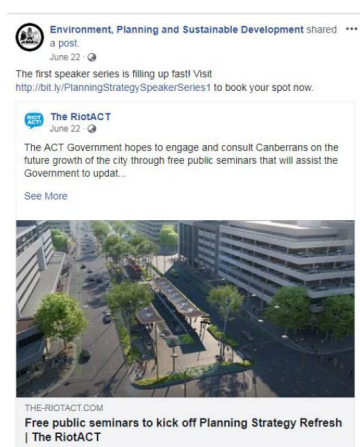 Environment, Planning and Sustainable Development shared
a post.
June 22
The first speaker series is filling up fast! Visit
http://bit.ly/PlanningStrategySpeakerSeries1 to book your spot now.
RIOT
ACT!
The RiotACT
June 22
The ACT Government hopes to engage and consult Canberrans on the
future growth of the city through free public seminars that will assist the
Government to updat...
See More
THE-RIOTACT.COM
Free public seminars to kick off Planning Strategy Refresh
| The RiotACT